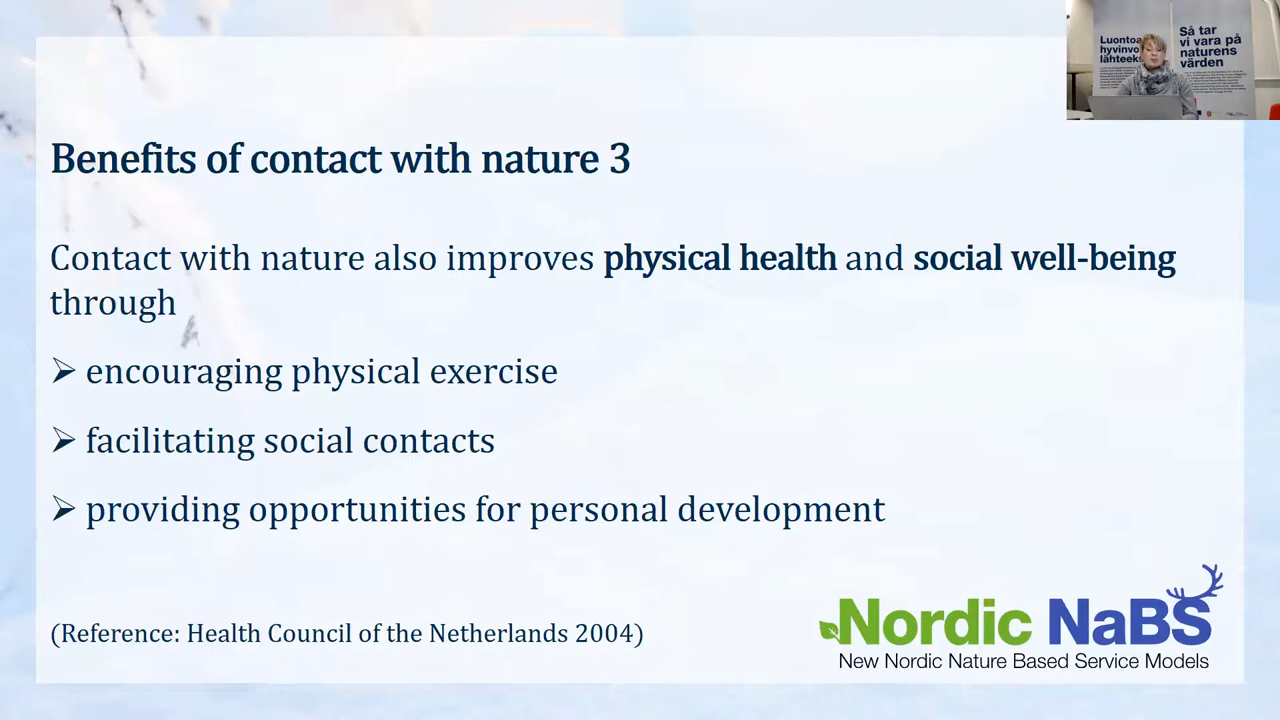 Benefits of contact with nature 3
Contact with nature also improves physical health and social well-being
through
➢ encouraging physical exercise
➢ facilitating social contacts
➢ providing opportunities for personal development
(Reference: Health Council of the Netherlands 2004)
Nordic NaBS
New Nordic Nature Based Service Models
Så tar
vi vara på
naturens
värden